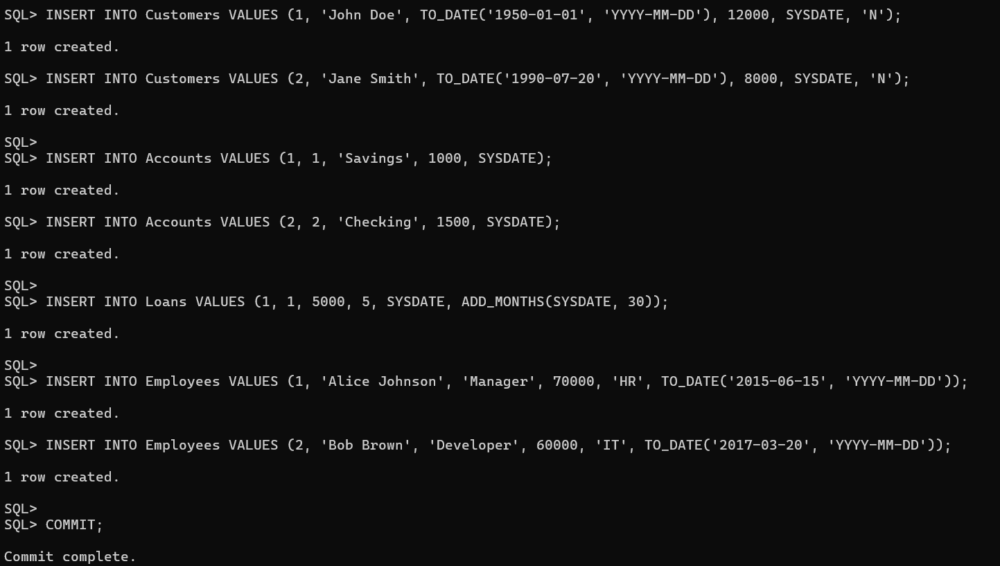 SQL> INSERT INTO Customers VALUES (1, 'John Doe', TO_DATE('1950-01-01', 'YYYY-MM-DD'), 12000, SYSDATE, 'N');
1 row created.
SQL> INSERT INTO Customers VALUES (2, 'Jane Smith', TO_DATE('1990-07-20', 'YYYY-MM-DD'), 8000, SYSDATE, 'N');
1 row created.
SQL>
SQL> INSERT INTO Accounts VALUES (1, 1, 'Savings', 1000, SYSDATE);
1 row created.
SQL> INSERT INTO Accounts VALUES (2, 2, 'Checking', 1500, SYSDATE);
1 row created.
SQL>
SQL> INSERT INTO Loans VALUES (1, 1, 5000, 5, SYSDATE, ADD_MONTHS(SYSDATE, 30));
1 row created.
SQL>
SQL> INSERT INTO Employees VALUES (1, 'Alice Johnson', 'Manager', 70000, 'HR', TO_DATE('2015-06-15', 'YYYY-MM-DD'));
1 row created.
SQL> INSERT INTO Employees VALUES (2, 'Bob Brown', 'Developer', 60000, 'IT', TO_DATE('2017-03-20', 'YYYY-MM-DD'));
1 row created.
SQL>
SQL> COMMIT;
Commit complete.